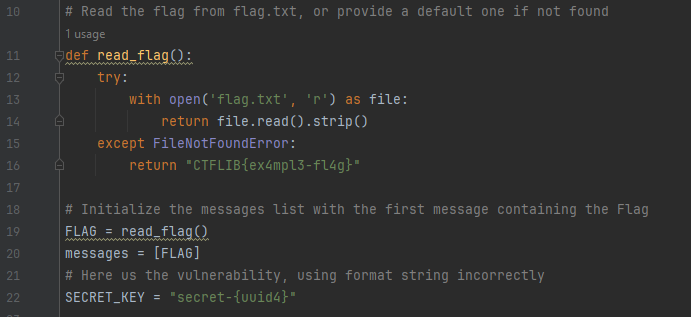 10 # Read the flag from flag.txt, or provide a default one if not found
1 usage
11 def read_flag():
12 try:
13 with open('flag.txt', 'r') as file:
14 return file.read().strip()
15 except FileNotFoundError:
16 return "CTFLIB{ex4mpl3-fl4g}"
17
18 # Initialize the messages list with the first message containing the Flag
19 FLAG = read_flag()
20 messages = [FLAG]
21 # Here us the vulnerability, using format string incorrectly
22 SECRET_KEY = "secret-{uuid4}"